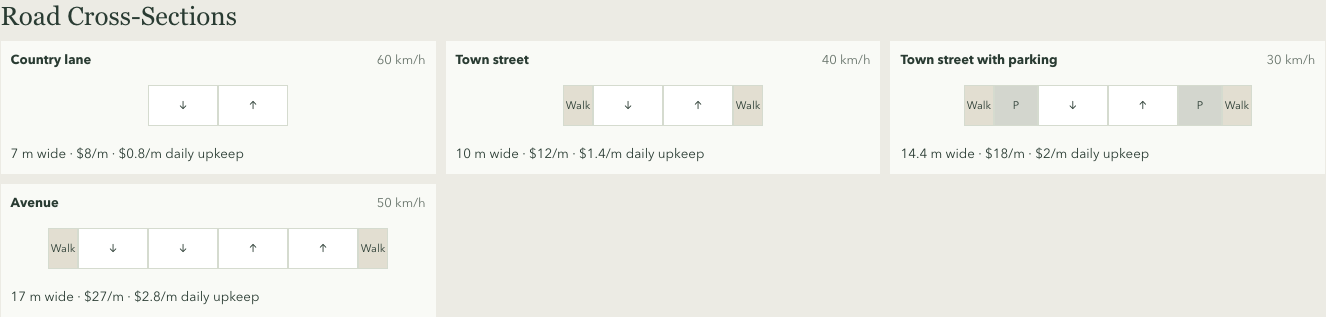 Road Cross-Sections
Country lane 60 km/h
↓ ↑
7 m wide · $8/m · $0.8/m daily upkeep
Town street 40 km/h
Walk ↓ ↑ Walk
10 m wide · $12/m · $1.4/m daily upkeep
Town street with parking 30 km/h
Walk P ↓ ↑ P Walk
14.4 m wide · $18/m · $2/m daily upkeep
Avenue 50 km/h
Walk ↓ ↓ ↑ ↑ Walk
17 m wide · $27/m · $2.8/m daily upkeep